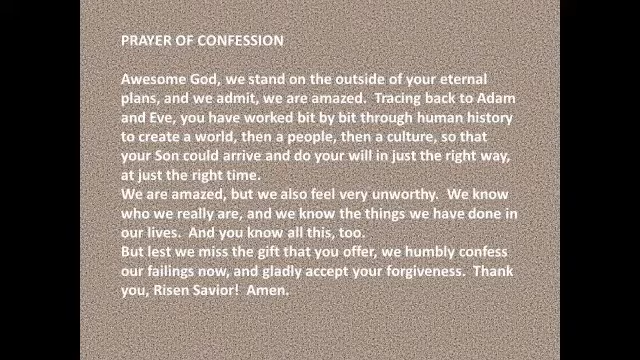 PRAYER OF CONFESSION
Awesome God, we stand on the outside of your eternal
plans, and we admit, we are amazed.  Tracing back to Adam
and Eve, you have worked bit by bit through human history
to create a world, then a people, then a culture, so that
your Son could arrive and do your will in just the right way,
at just the right time.
We are amazed, but we also feel very unworthy.  We know
who we really are, and we know the things we have done in
our lives.  And you know all this, too.
But lest we miss the gift that you offer, we humbly confess
our failings now, and gladly accept your forgiveness.  Thank
you, Risen Savior!  Amen.